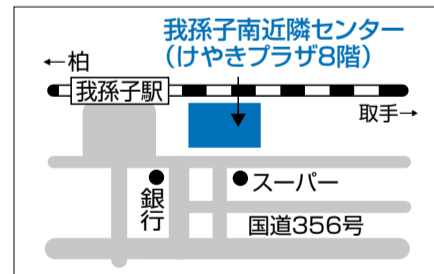 我孫子南近隣センター
（けやきプラザ8階）
←柏
我孫子駅
取手→
銀行
スーパー
国道356号